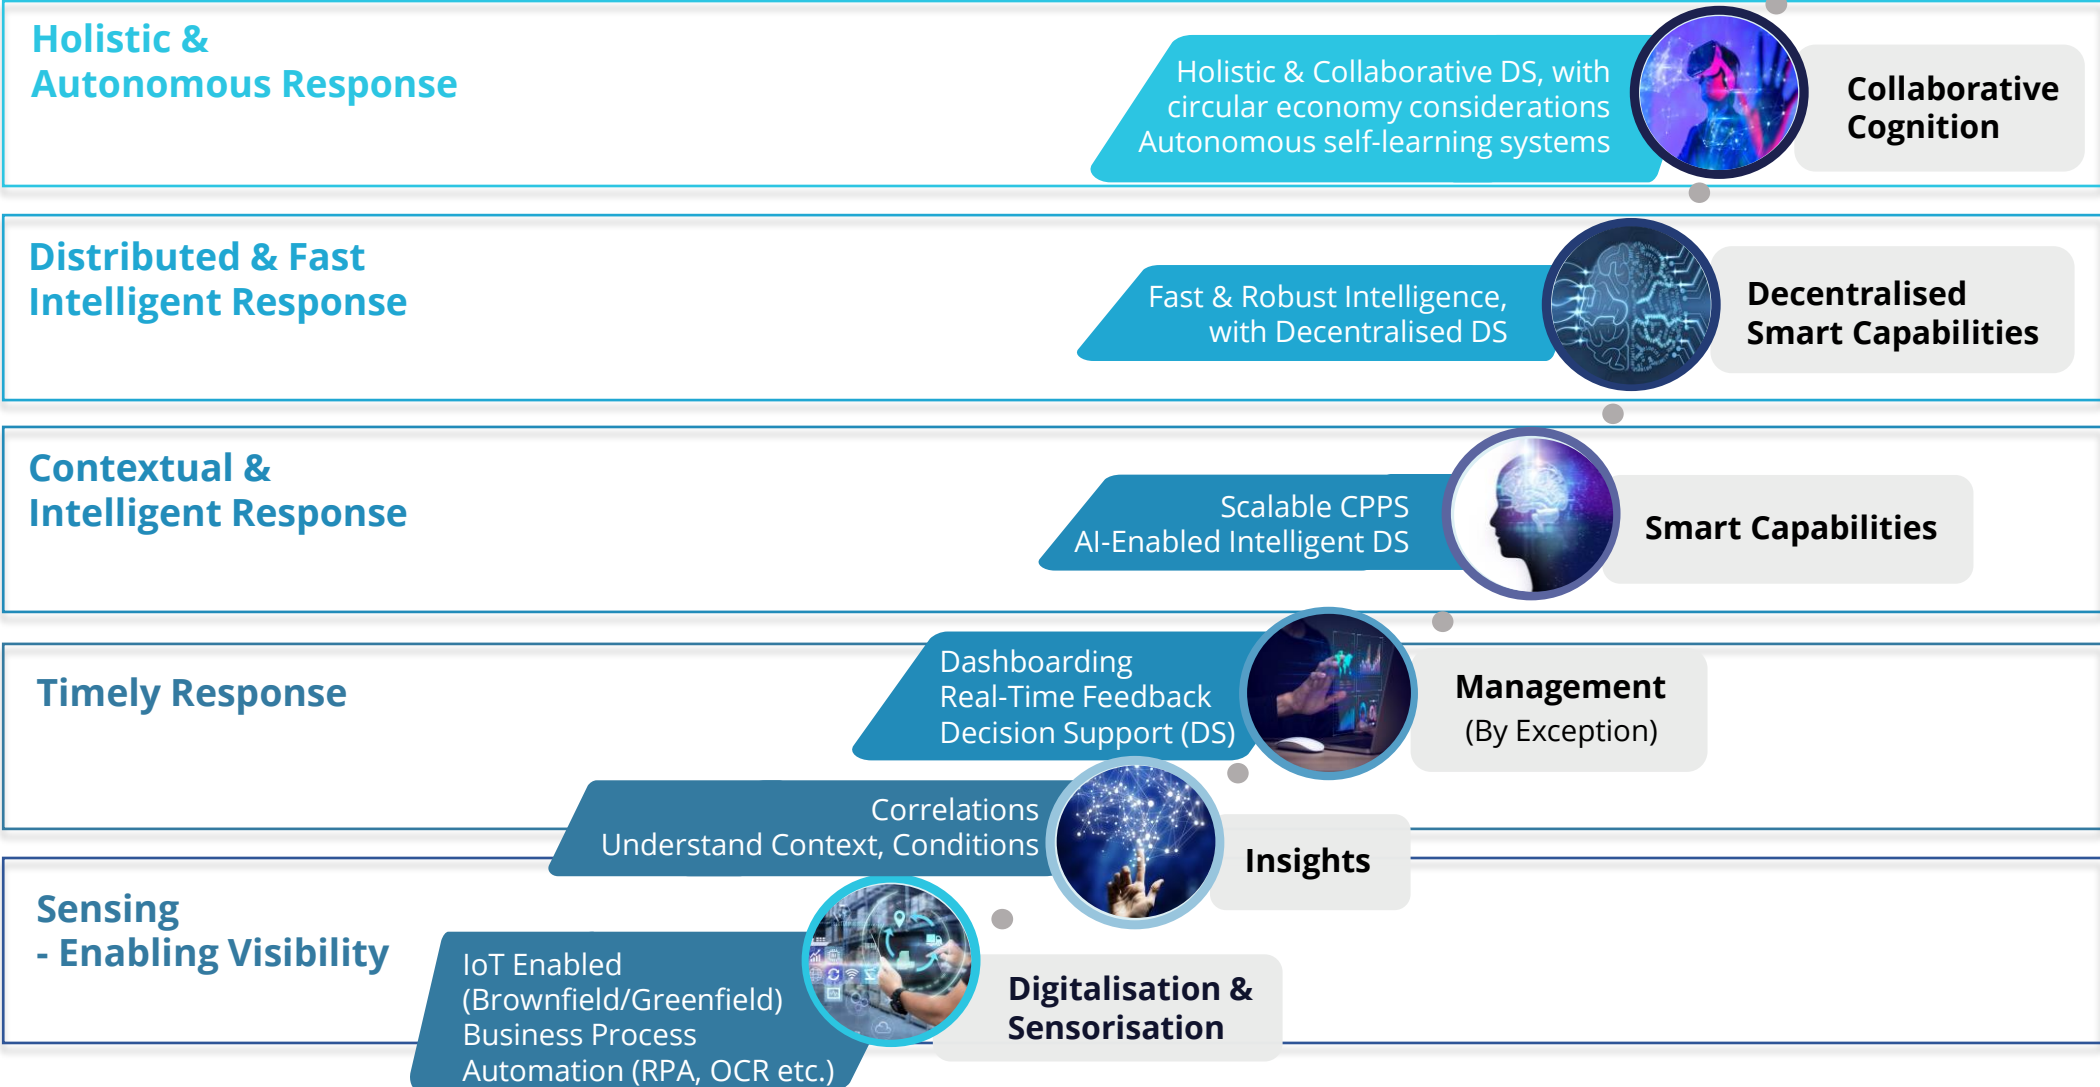 Holistic &
Autonomous Response
Holistic & Collaborative DS, with
circular economy considerations
Autonomous self-learning systems
Collaborative
Cognition
Distributed & Fast
Intelligent Response
Fast & Robust Intelligence,
with Decentralised DS
Decentralised
Smart Capabilities
Contextual &
Intelligent Response
Scalable CPPS
AI-Enabled Intelligent DS
Smart Capabilities
Timely Response
Dashboarding
Real-Time Feedback
Decision Support (DS)
Management
(By Exception)
Correlations
Understand Context, Conditions
Insights
Sensing
- Enabling Visibility
IoT Enabled
(Brownfield/Greenfield)
Business Process
Automation (RPA, OCR etc.)
Digitalisation &
Sensorisation